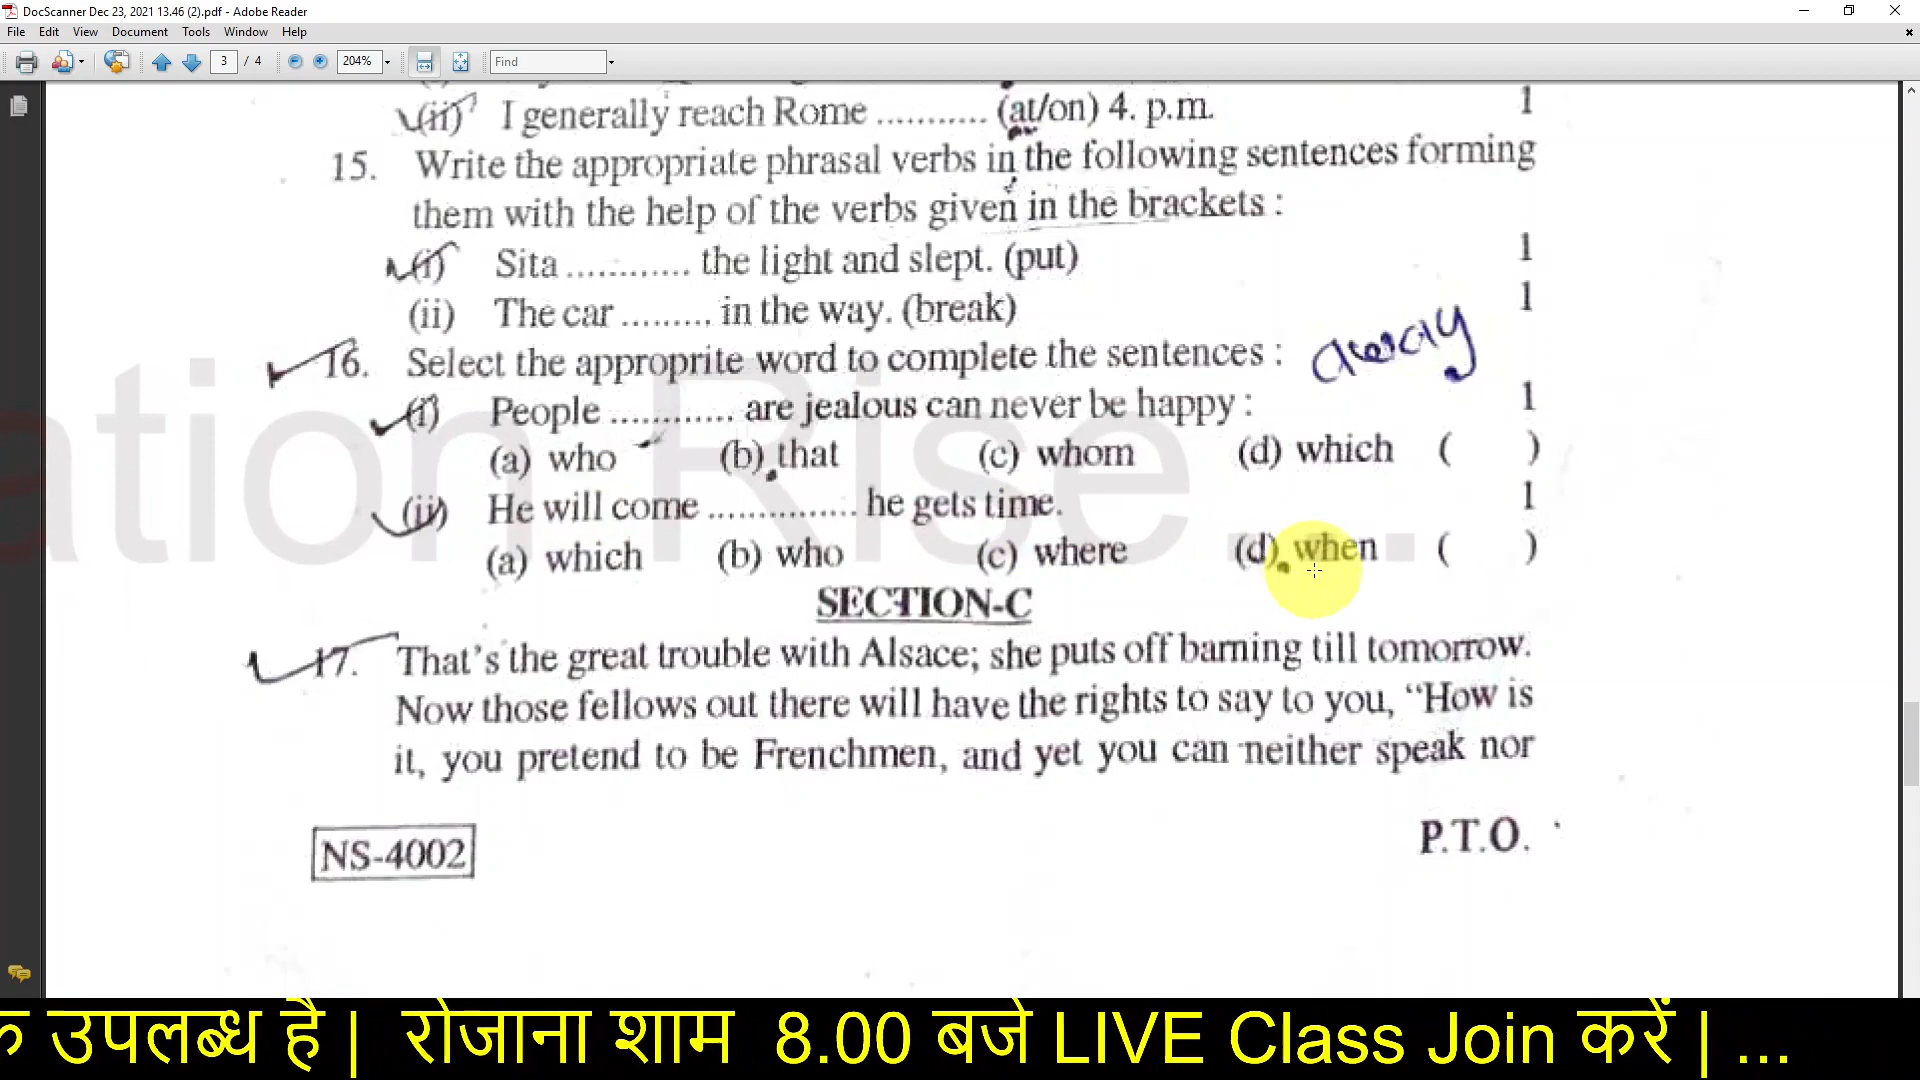 DocScanner Dec 23, 2021 13.46 (2).pdf - Adobe Reader
File Edit View Document Tools Window Help
3 / 4 204% Find
(ii) I generally reach Rome ........... (at/on) 4. p.m. 1
15. Write the appropriate phrasal verbs in the following sentences forming
them with the help of the verbs given in the brackets :
(i) Sita ............ the light and slept. (put) 1
(ii) The car ......... in the way. (break) 1
away
16. Select the approprite word to complete the sentences :
(i) People ............ are jealous can never be happy : 1
(a) who (b) that (c) whom (d) which ( )
(ii) He will come ............... he gets time. 1
(a) which (b) who (c) where (d) when ( )
SECTION-C
17. That's the great trouble with Alsace; she puts off barning till tomorrow.
Now those fellows out there will have the rights to say to you, "How is
it, you pretend to be Frenchmen, and yet you can neither speak nor
NS-4002
P.T.O.
ation Rise...
उपलब्ध है | रोजाना शाम 8.00 बजे LIVE Class Join करें | ...